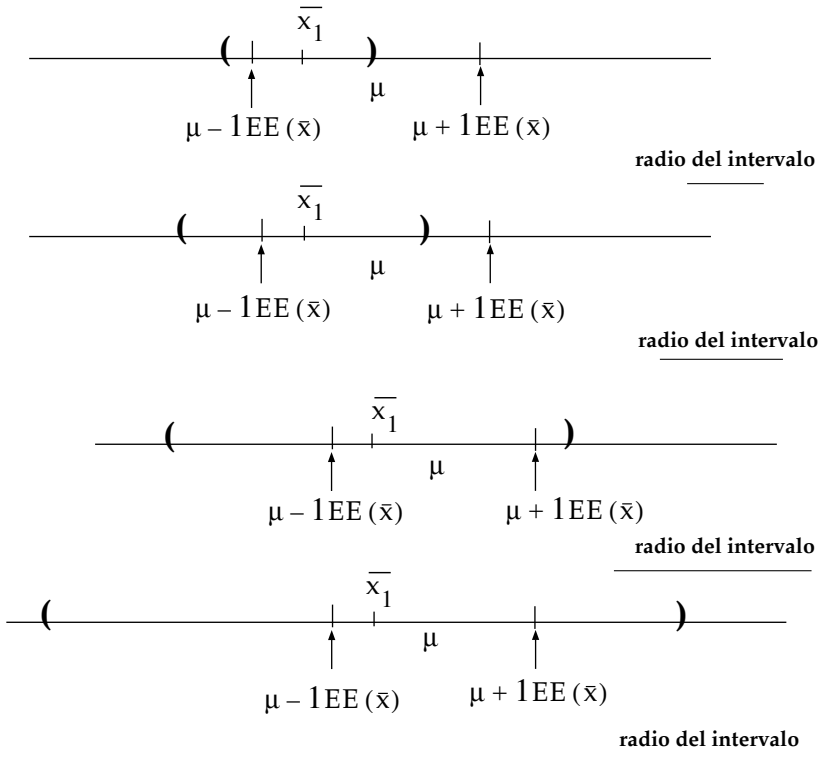 x̄₁
( )
μ
μ – 1EE (x̄) μ + 1EE (x̄)
radio del intervalo
x̄₁
( )
μ
μ – 1EE (x̄) μ + 1EE (x̄)
radio del intervalo
x̄₁
( )
μ
μ – 1EE (x̄) μ + 1EE (x̄)
radio del intervalo
x̄₁
( )
μ
μ – 1EE (x̄) μ + 1EE (x̄)
radio del intervalo